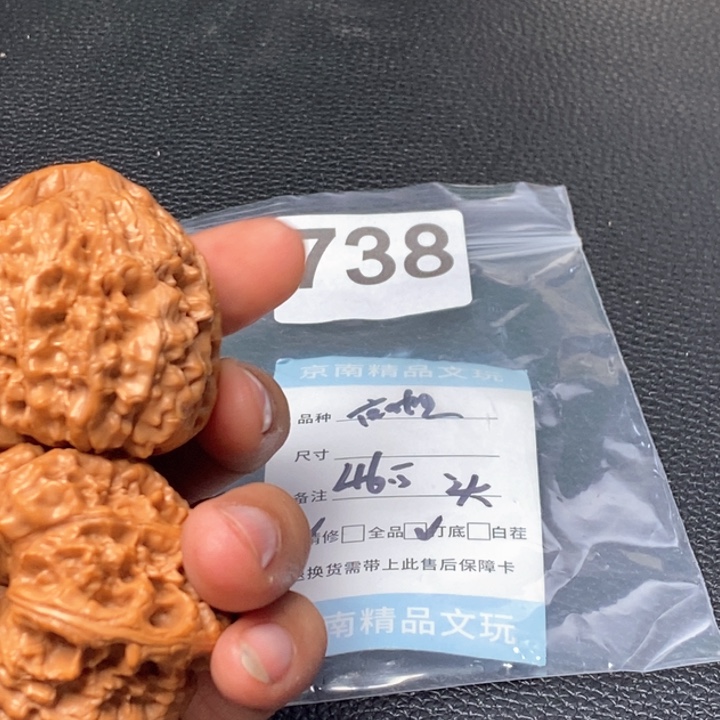 738
京南精品文玩
品种
尺寸
备注 46.5
修 全品 打底 白茬
换货需带上此售后保障卡
南精品文玩